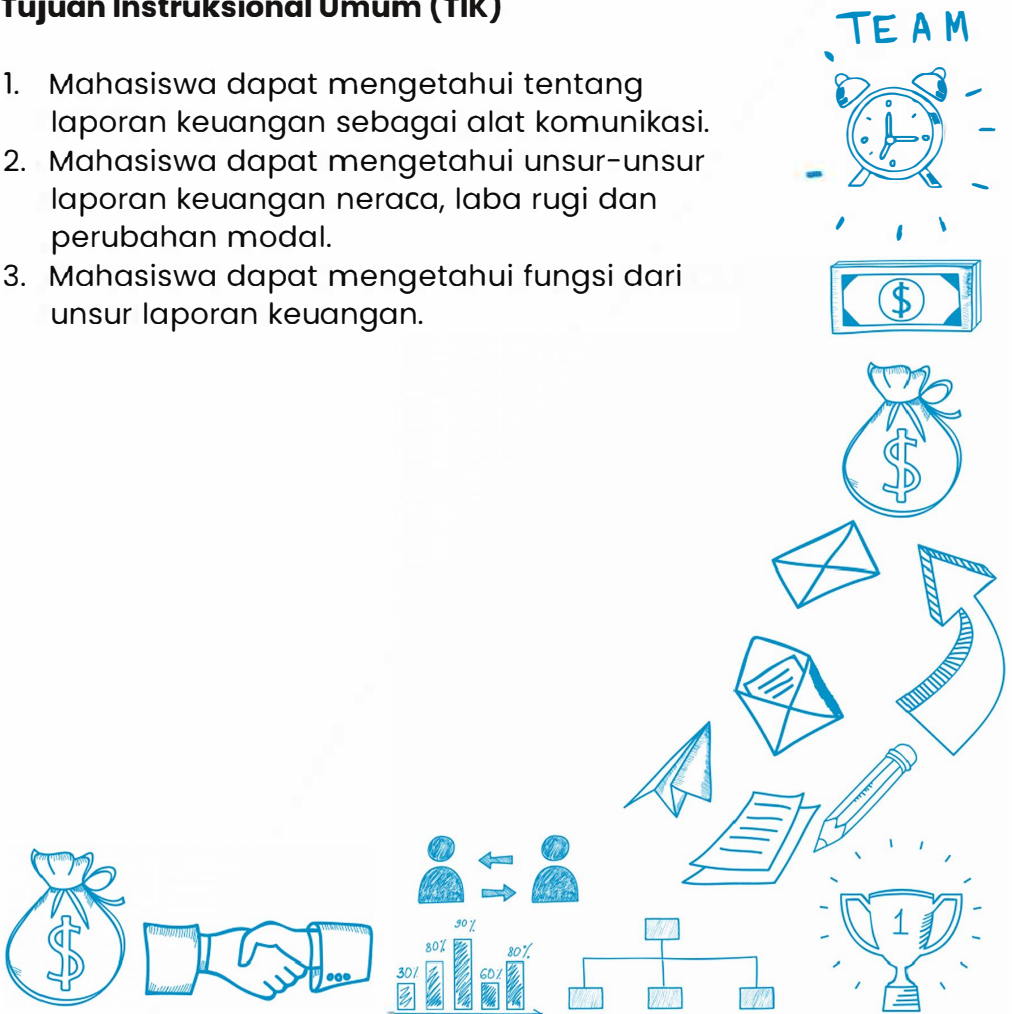 Tujuan Instruksional Umum (TIK)
1. Mahasiswa dapat mengetahui tentang
laporan keuangan sebagai alat komunikasi.
2. Mahasiswa dapat mengetahui unsur-unsur
laporan keuangan neraca, laba rugi dan
perubahan modal.
3. Mahasiswa dapat mengetahui fungsi dari
unsur laporan keuangan.
TEAM
$
$
$
1
30%
80%
90%
60%
80%